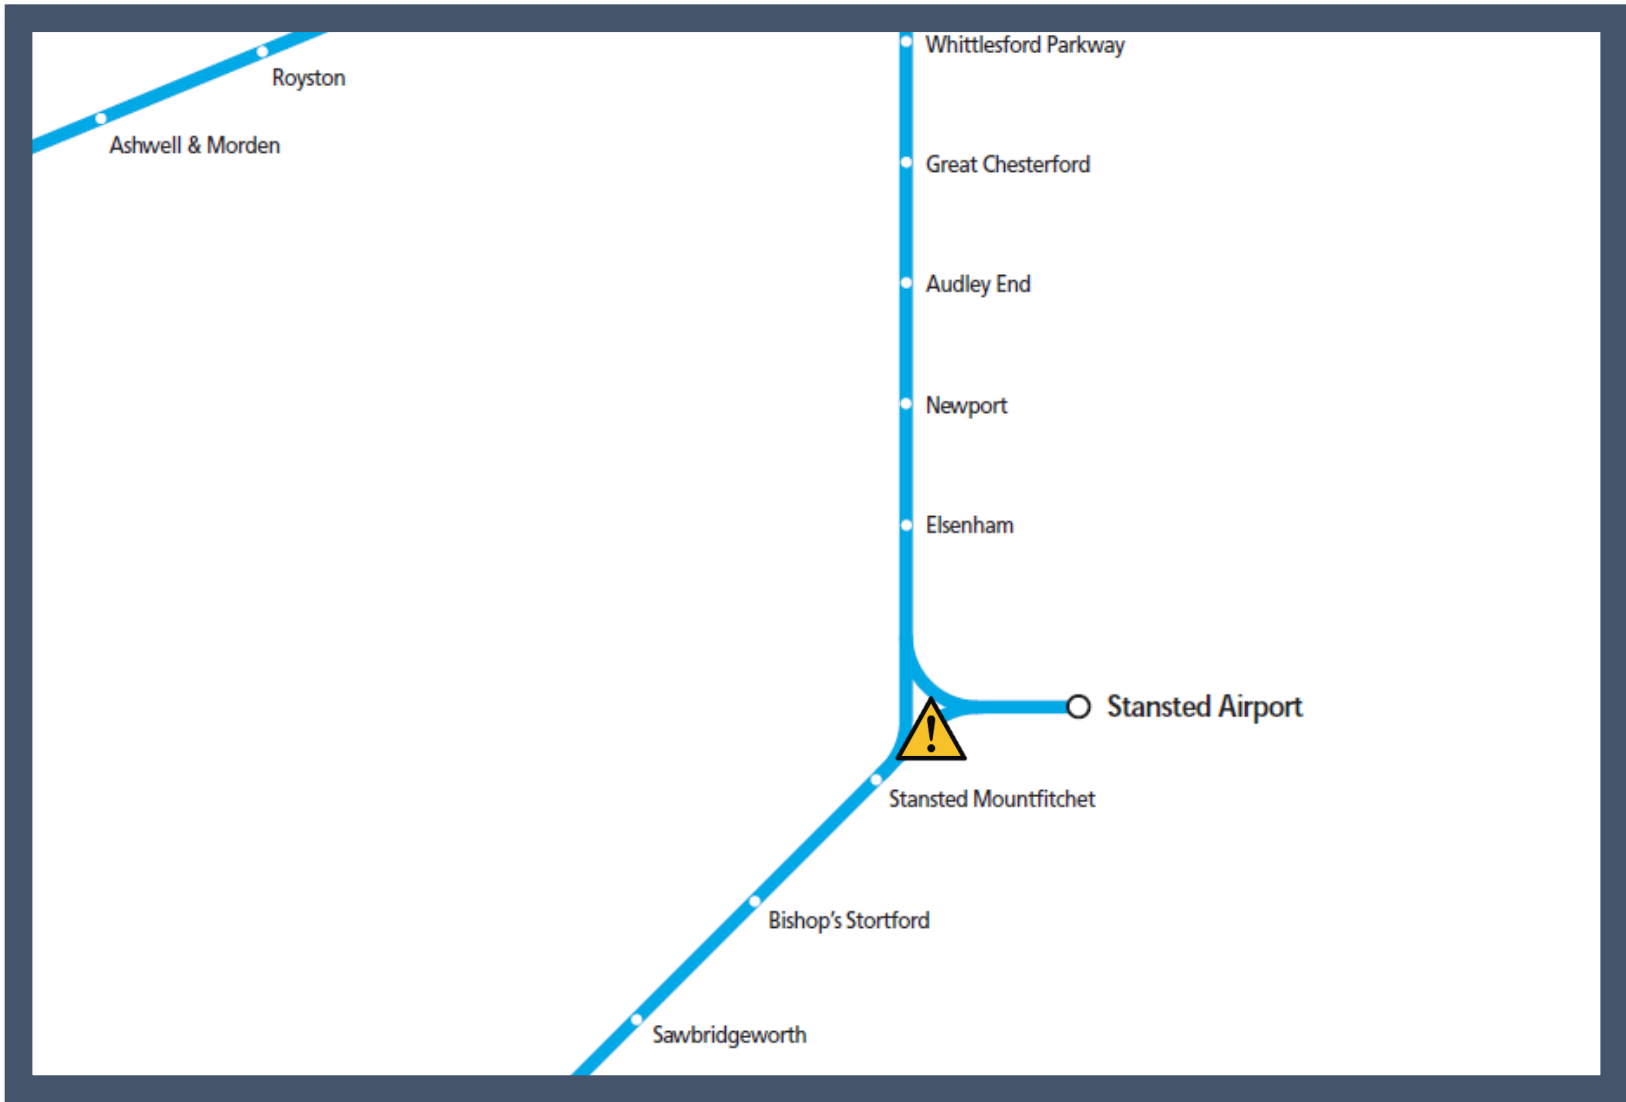 Whittlesford Parkway
Royston
Ashwell & Morden
Great Chesterford
Audley End
Newport
Elsenham
Stansted Airport
!
Stansted Mountfitchet
Bishop's Stortford
Sawbridgeworth